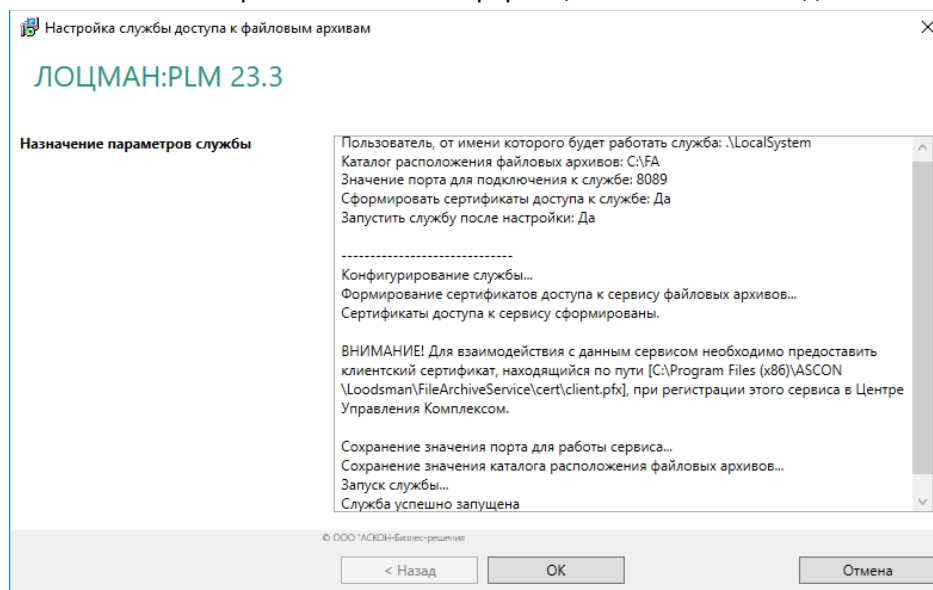 Настройка службы доступа к файловым архивам
ЛОЦМАН:PLM 23.3
Назначение параметров службы
Пользователь, от имени которого будет работать служба: .\LocalSystem
Каталог расположения файловых архивов: C:\FA
Значение порта для подключения к службе: 8089
Сформировать сертификаты доступа к службе: Да
Запустить службу после настройки: Да
------------------------------
Конфигурирование службы...
Формирование сертификатов доступа к сервису файловых архивов...
Сертификаты доступа к сервису сформированы.
ВНИМАНИЕ! Для взаимодействия с данным сервисом необходимо предоставить
клиентский сертификат, находящийся по пути [C:\Program Files (x86)\ASCON
\Loodsman\FileArchiveService\cert\client.pfx], при регистрации этого сервиса в Центре
Управления Комплексом.
Сохранение значения порта для работы сервиса...
Сохранение значения каталога расположения файловых архивов...
Запуск службы...
Служба успешно запущена
© ООО "АСКОН-Бизнес-решения
< Назад
ОК
Отмена